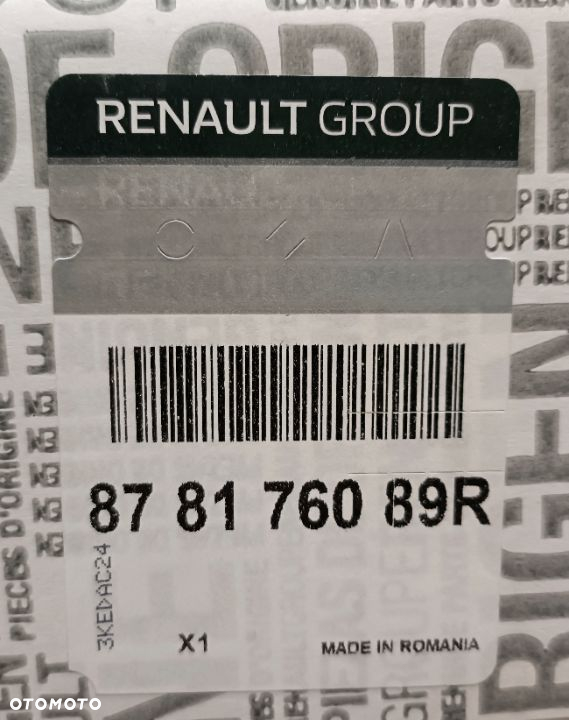 RENAULT GROUP
87 81 760 89R
3KEDAC24
X1
MADE IN ROMANIA
PIECES D'ORIGINE
OTOMOTO